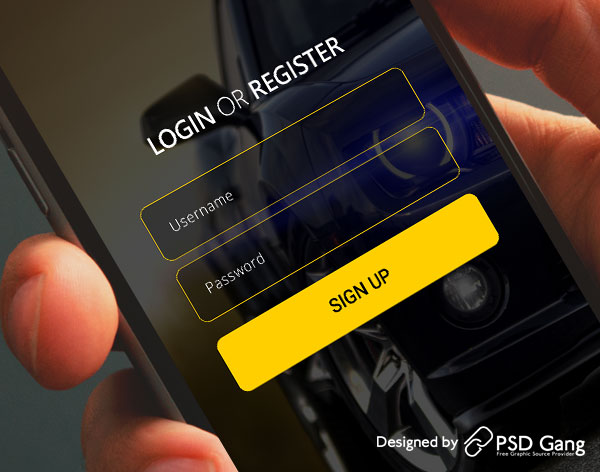 LOGIN OR REGISTER
Username
Password
SIGN UP
Designed by PSD Gang
Free Graphic Source Provider